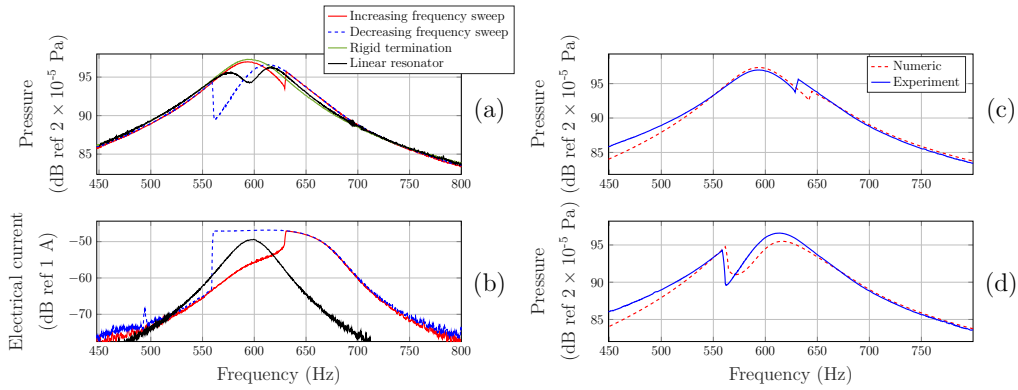 Increasing frequency sweep
Decreasing frequency sweep
Rigid termination
Linear resonator
Pressure
(dB ref 2 × 10⁻⁵ Pa)
95
90
85
450 500 550 600 650 700 750 800
(a)
Electrical current
(dB ref 1 A)
−50
−60
−70
450 500 550 600 650 700 750 800
Frequency (Hz)
(b)
Numeric
Experiment
Pressure
(dB ref 2 × 10⁻⁵ Pa)
95
90
85
450 500 550 600 650 700 750
(c)
Pressure
(dB ref 2 × 10⁻⁵ Pa)
95
90
85
450 500 550 600 650 700 750
Frequency (Hz)
(d)